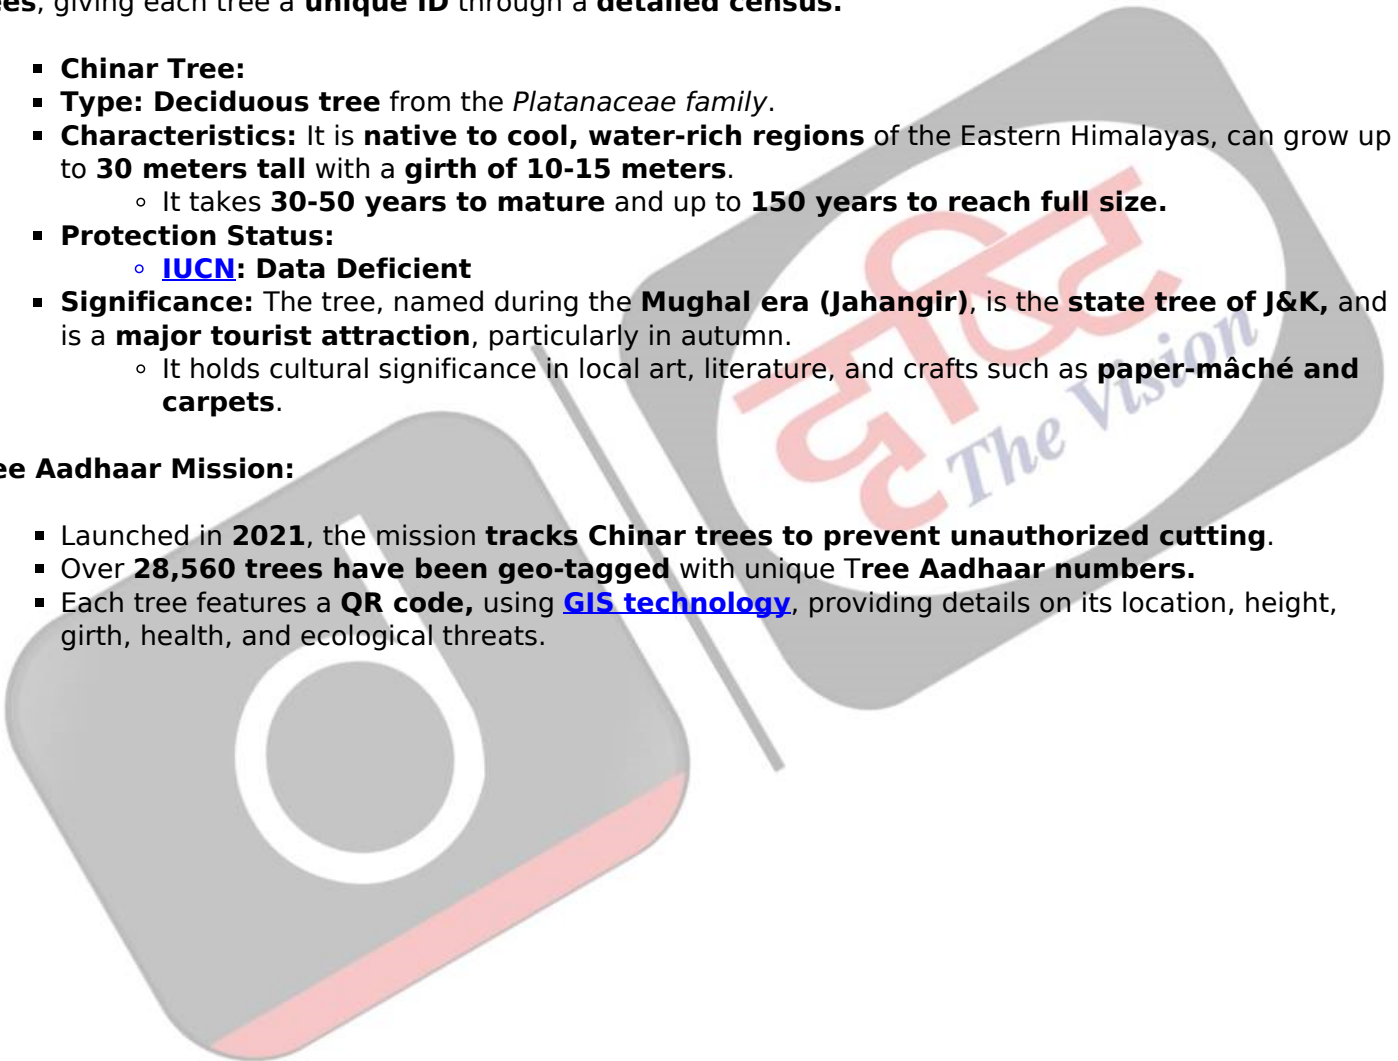 ees, giving each tree a unique ID through a detailed census.
▪ Chinar Tree:
▪ Type: Deciduous tree from the Platanaceae family.
▪ Characteristics: It is native to cool, water-rich regions of the Eastern Himalayas, can grow up
to 30 meters tall with a girth of 10-15 meters.
◦ It takes 30-50 years to mature and up to 150 years to reach full size.
▪ Protection Status:
◦ IUCN: Data Deficient
▪ Significance: The tree, named during the Mughal era (Jahangir), is the state tree of J&K, and
is a major tourist attraction, particularly in autumn.
◦ It holds cultural significance in local art, literature, and crafts such as paper-mâché and
carpets.
ee Aadhaar Mission:
▪ Launched in 2021, the mission tracks Chinar trees to prevent unauthorized cutting.
▪ Over 28,560 trees have been geo-tagged with unique Tree Aadhaar numbers.
▪ Each tree features a QR code, using GIS technology, providing details on its location, height,
girth, health, and ecological threats.
d
दृष्टि
The Vision